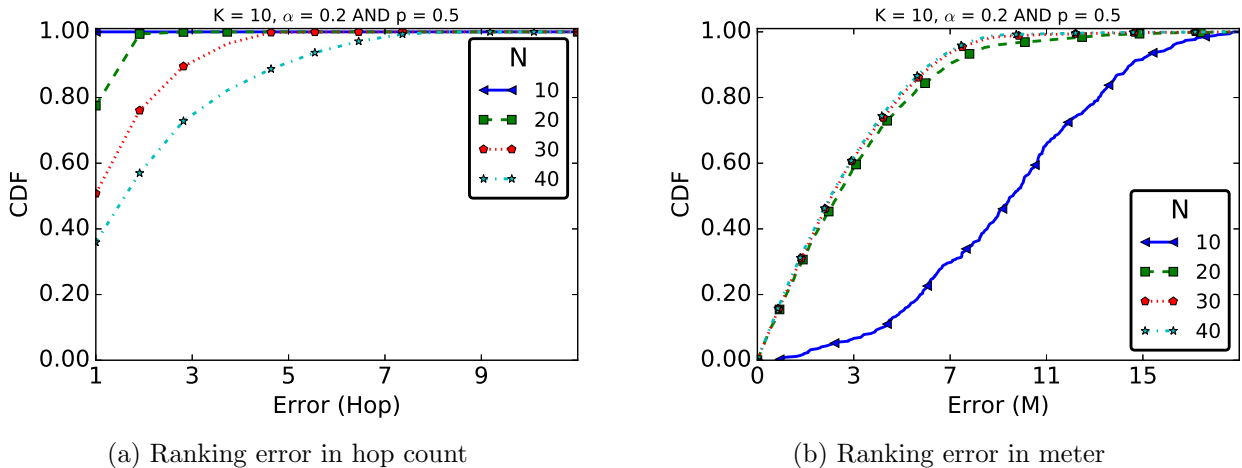 K = 10, α = 0.2 AND p = 0.5
1.00
0.80
0.60
0.40
0.20
0.00
CDF
1 3 5 7 9
Error (Hop)
N
10
20
30
40
(a) Ranking error in hop count
K = 10, α = 0.2 AND p = 0.5
1.00
0.80
0.60
0.40
0.20
0.00
CDF
0 3 7 11 15
Error (M)
N
10
20
30
40
(b) Ranking error in meter